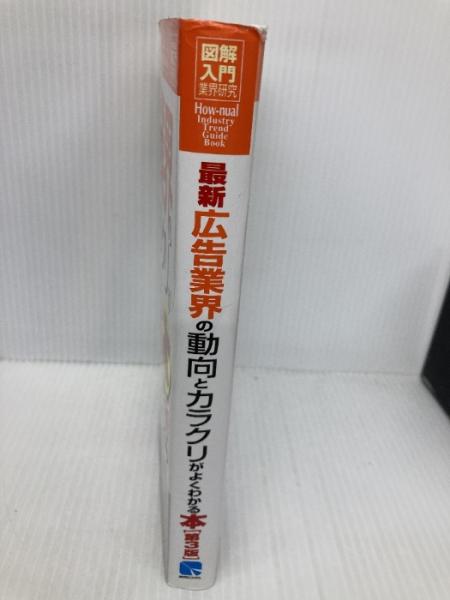 図解
入門
業界研究
How-nual
Industry
Trend
Guide
Book
最新広告業界の動向とカラクリがよくわかる本[第3版]